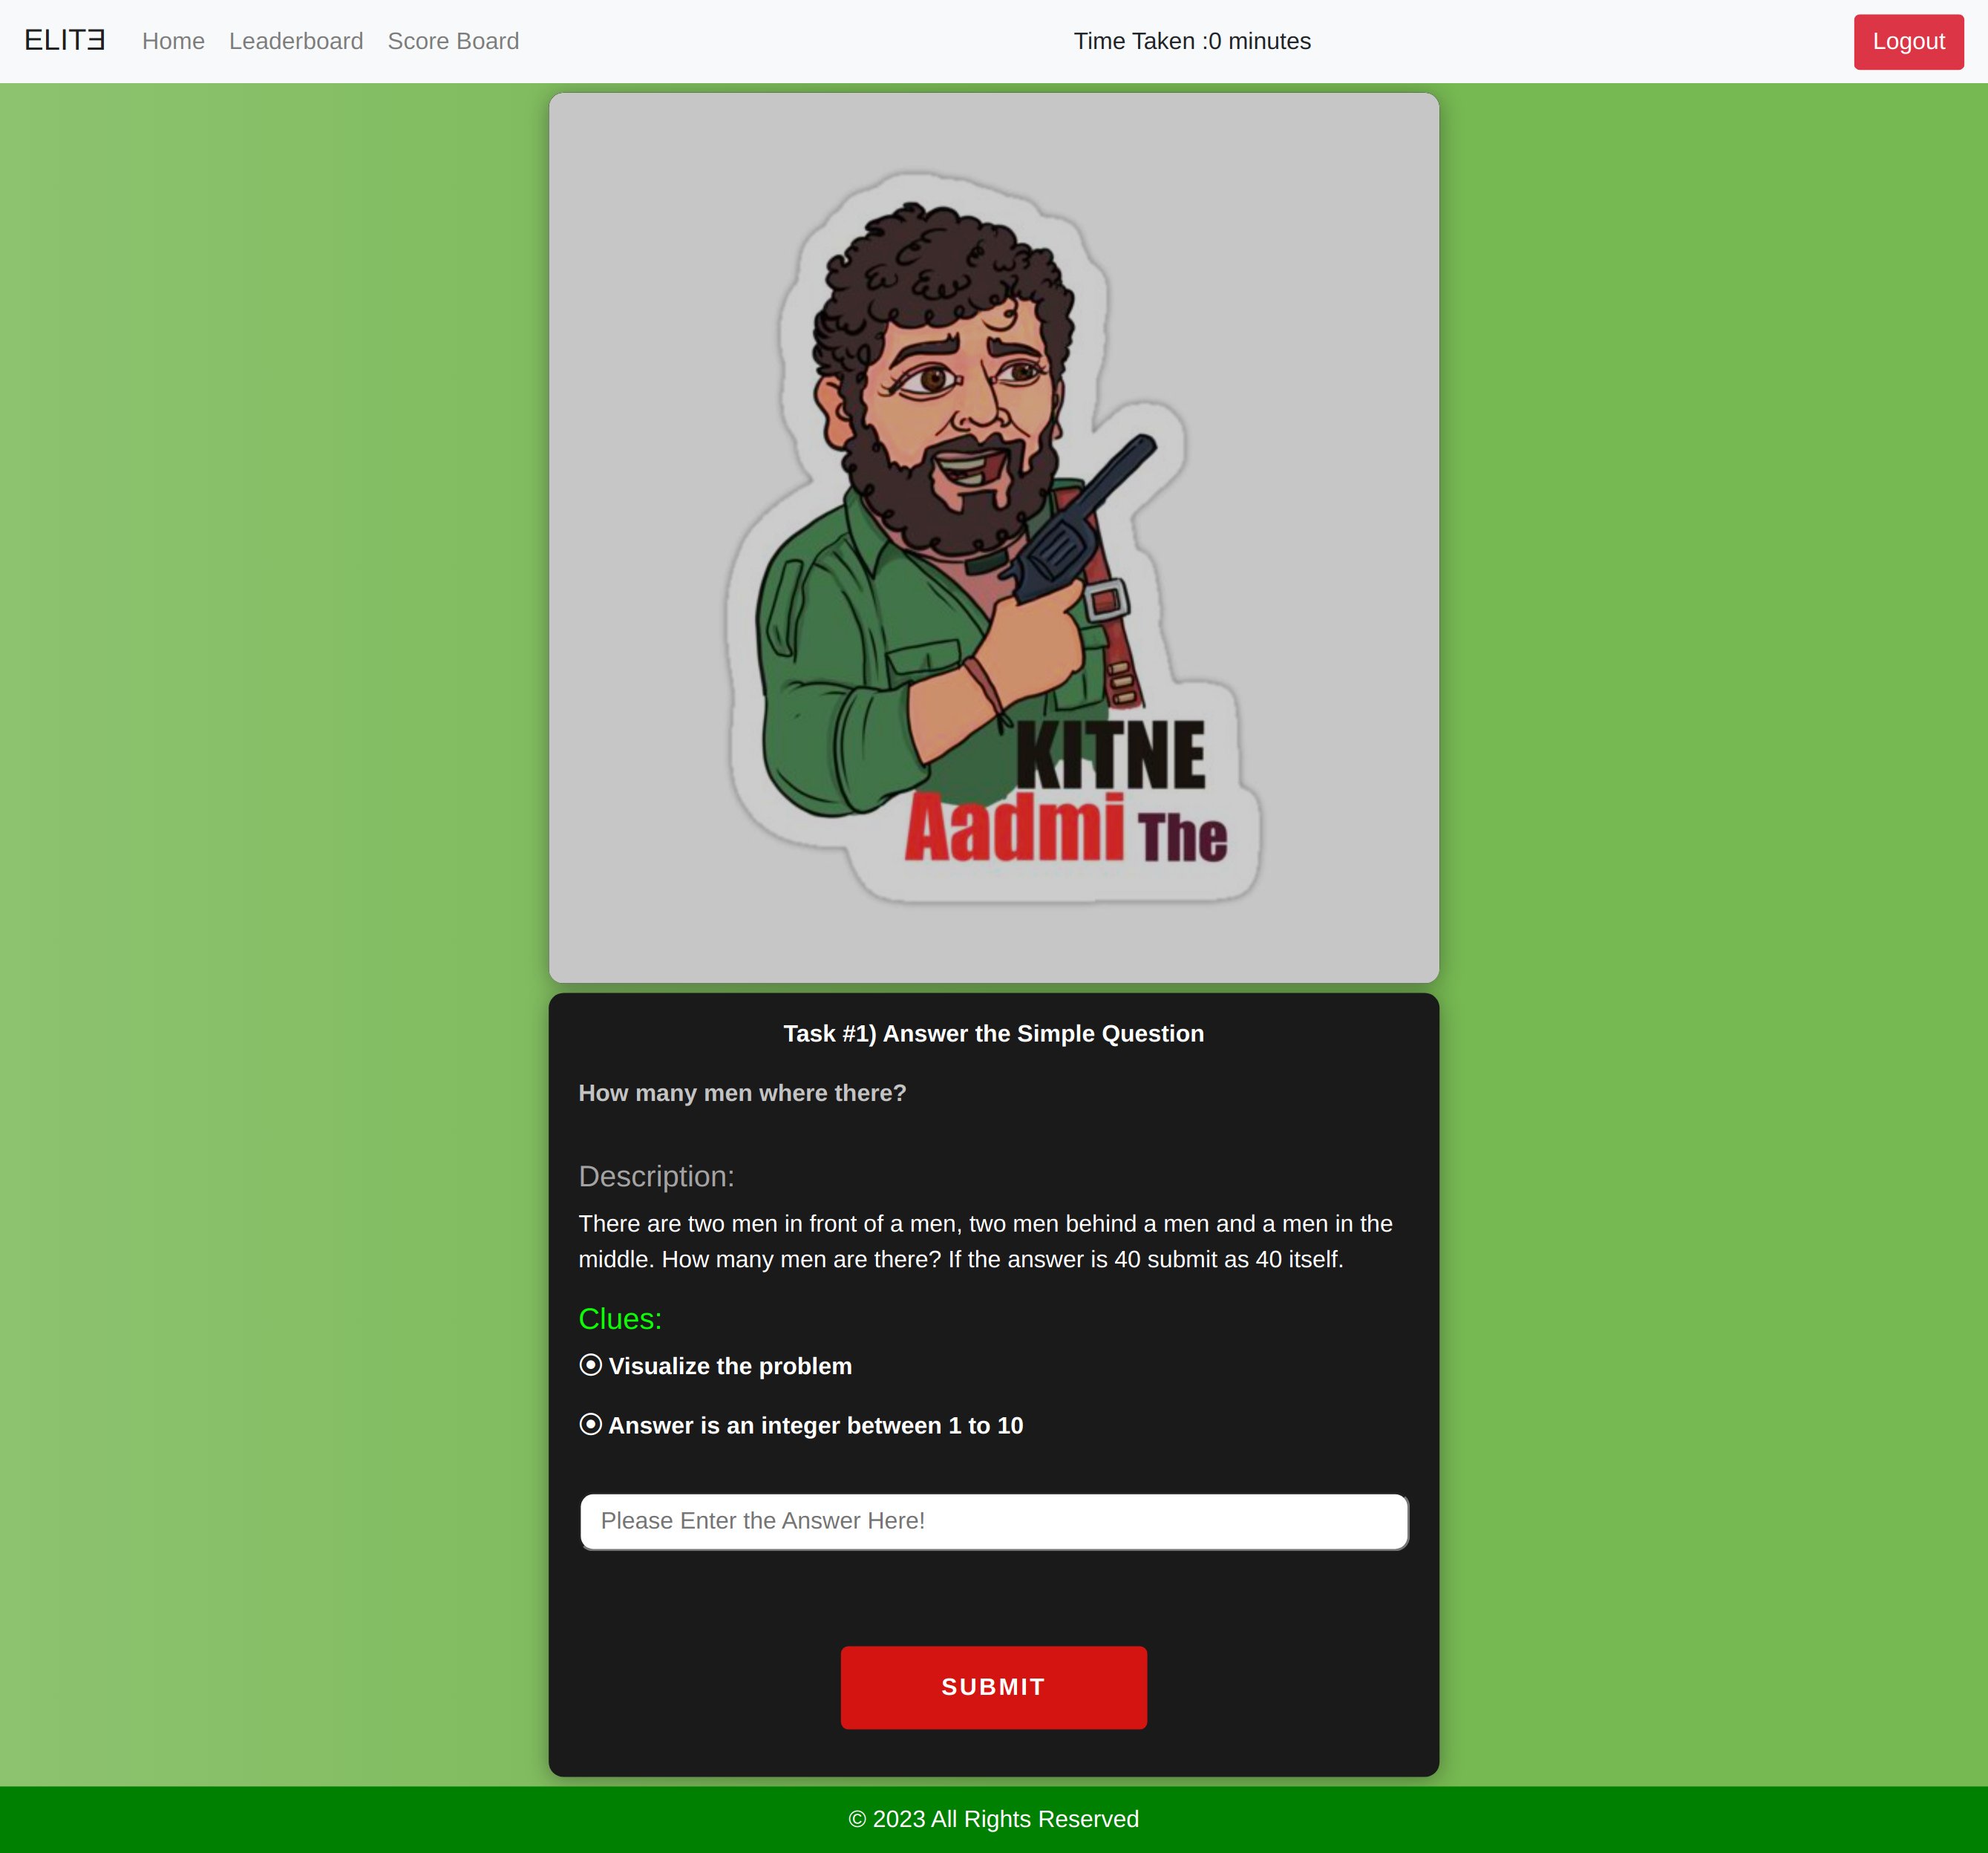 ELITƎ Home Leaderboard Score Board Time Taken :0 minutes Logout
KITNE
Aadmi The
Task #1) Answer the Simple Question
How many men where there?
Description:
There are two men in front of a men, two men behind a men and a men in the
middle. How many men are there? If the answer is 40 submit as 40 itself.
Clues:
⦿ Visualize the problem
⦿ Answer is an integer between 1 to 10
Please Enter the Answer Here!
SUBMIT
© 2023 All Rights Reserved